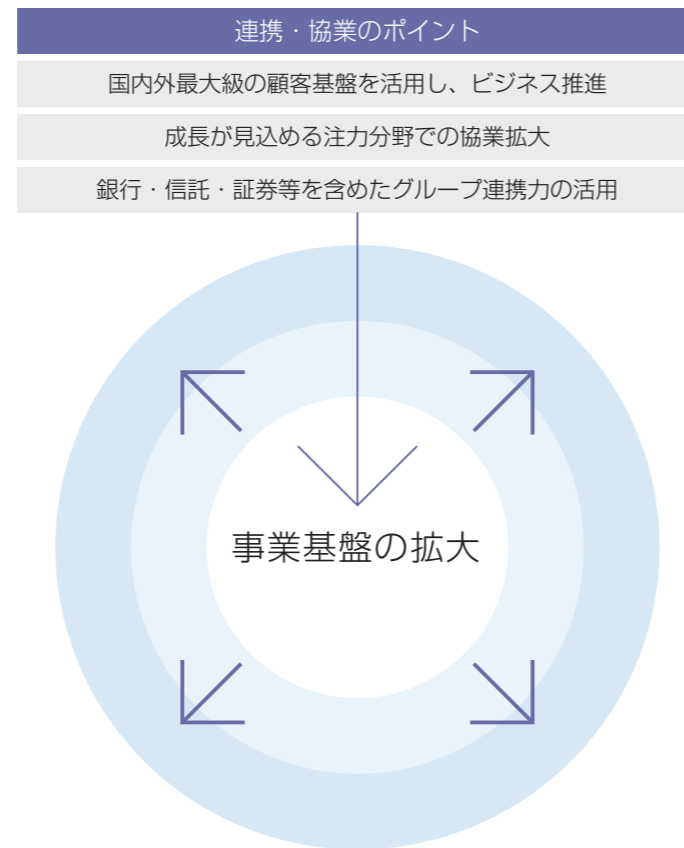 連携・協業のポイント
国内外最大級の顧客基盤を活用し、ビジネス推進
成長が見込める注力分野での協業拡大
銀行・信託・証券等を含めたグループ連携力の活用
事業基盤の拡大